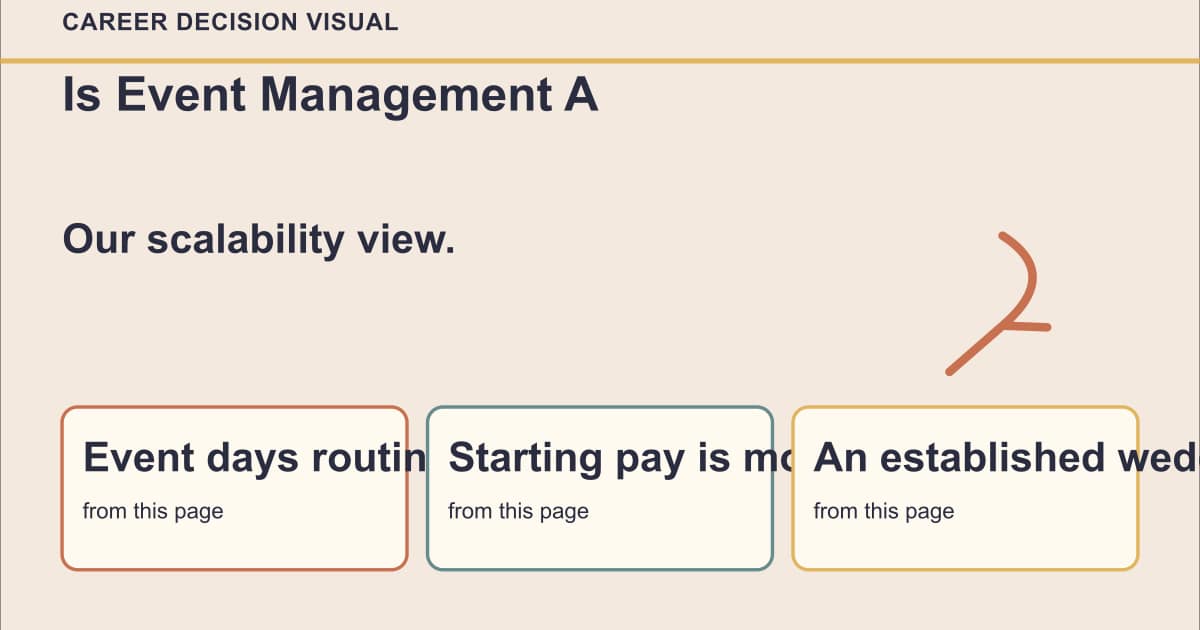 CAREER DECISION VISUAL
Is Event Management A
Our scalability view.
Event days routin
from this page
Starting pay is mo
from this page
An established wed
from this page